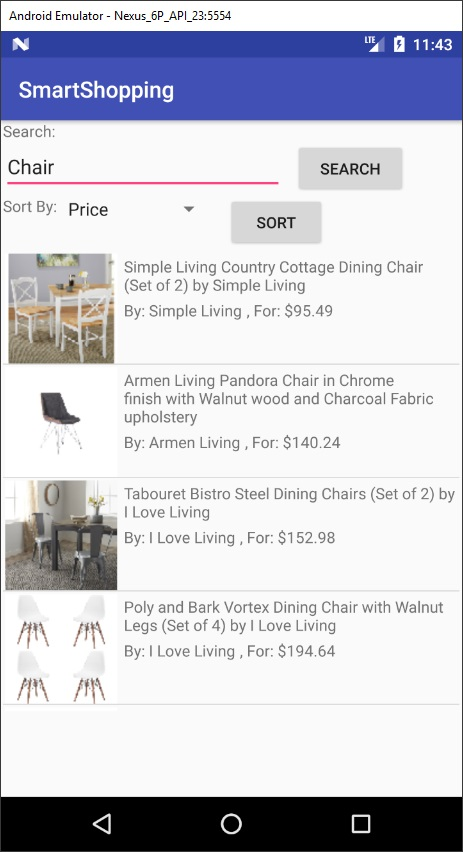 Android Emulator - Nexus_6P_API_23:5554
LTE 11:43
SmartShopping
Search:
Chair
SEARCH
Sort By: Price
SORT
Simple Living Country Cottage Dining Chair
(Set of 2) by Simple Living
By: Simple Living , For: $95.49
Armen Living Pandora Chair in Chrome
finish with Walnut wood and Charcoal Fabric
upholstery
By: Armen Living , For: $140.24
Tabouret Bistro Steel Dining Chairs (Set of 2) by
I Love Living
By: I Love Living , For: $152.98
Poly and Bark Vortex Dining Chair with Walnut
Legs (Set of 4) by I Love Living
By: I Love Living , For: $194.64